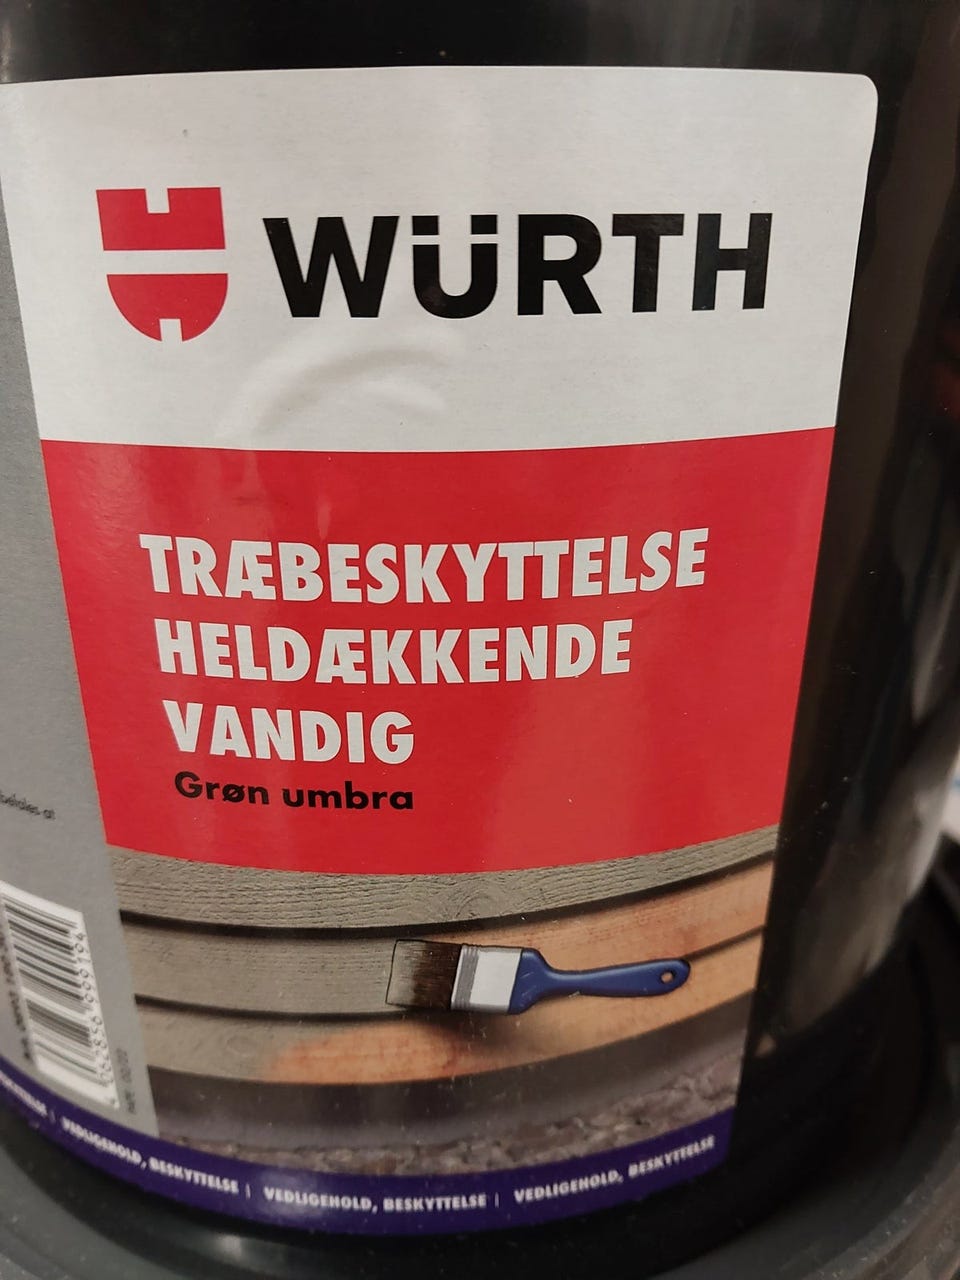 WÜRTH
TRÆBESKYTTELSE
HELDÆKKENDE
VANDIG
Grøn umbra
VEDLIGEHOLD, BESKYTTELSE | VEDLIGEHOLD, BESKYTTELSE | VEDLIGEHOLD, BESKYTTELSE